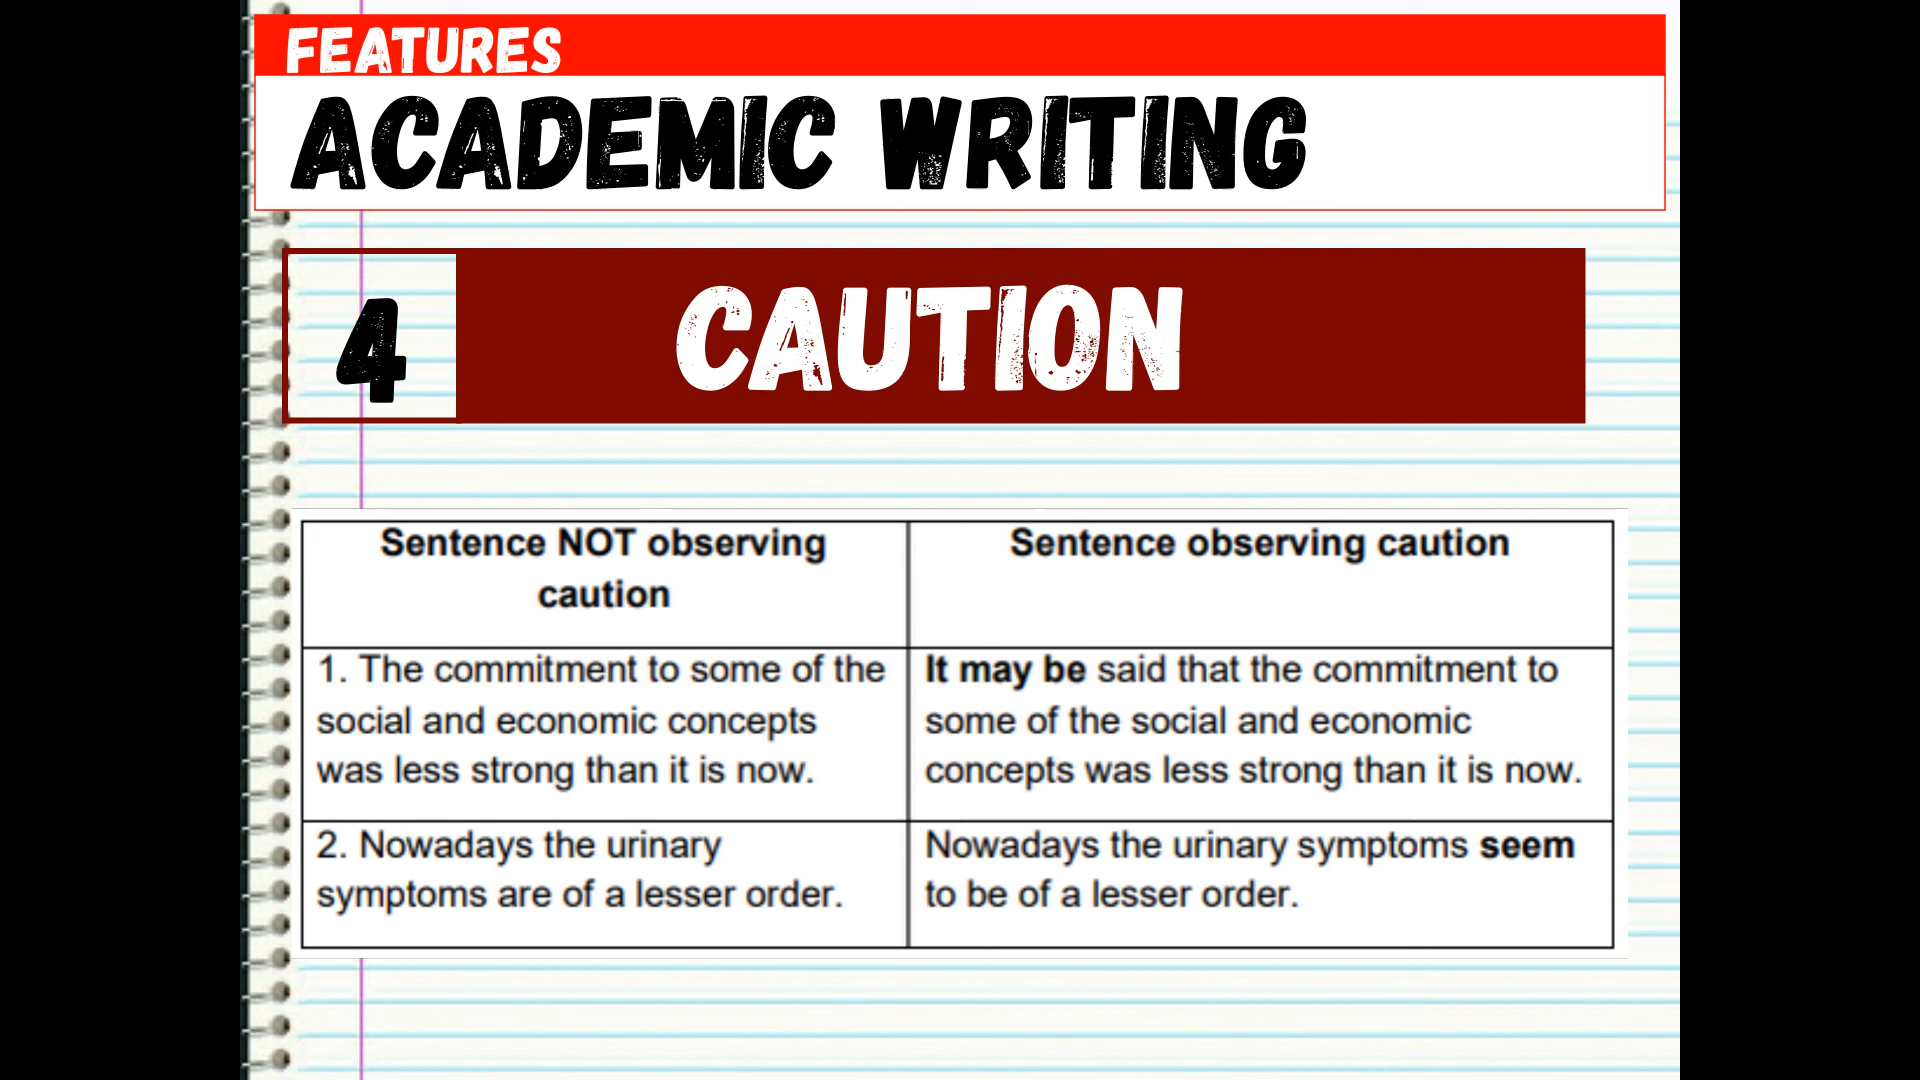 FEATURES
ACADEMIC WRITING
4
CAUTION
Sentence NOT observing
caution
Sentence observing caution
1. The commitment to some of the
social and economic concepts
was less strong than it is now.
It may be said that the commitment to
some of the social and economic
concepts was less strong than it is now.
2. Nowadays the urinary
symptoms are of a lesser order.
Nowadays the urinary symptoms seem
to be of a lesser order.